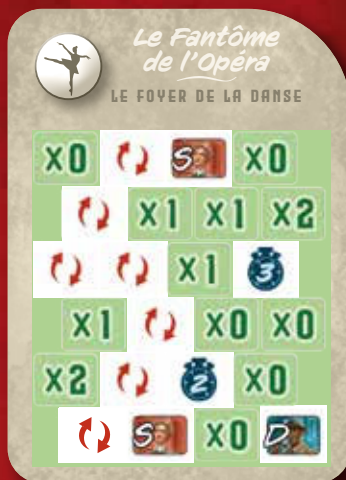 Le Fantôme
de l'Opéra
LE FOYER DE LA DANSE
X0 S X0
X1 X1 X2
X1 3
X1 X0 X0
X2 2 X0
S X0 D